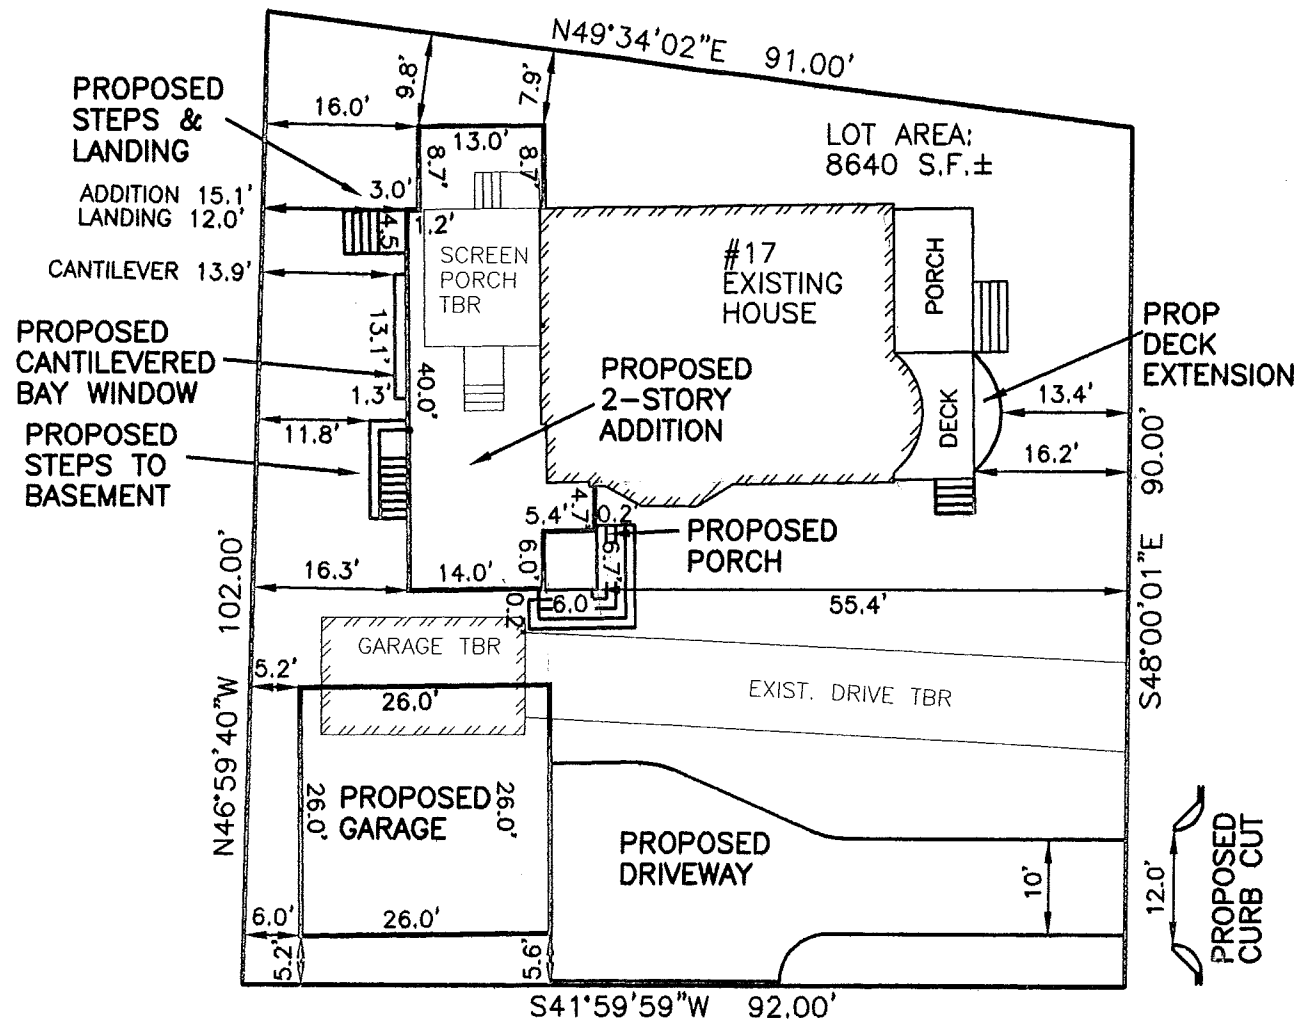 N49°34'02"E 91.00'
PROPOSED
STEPS &
LANDING
16.0'
9.8'
7.6'
13.0'
8.7'
8.7'
LOT AREA:
8640 S.F.±
ADDITION 15.1'
LANDING 12.0'
3.0'
1.2'
4.5
CANTILEVER 13.9'
SCREEN
PORCH
TBR
#17
EXISTING
HOUSE
PORCH
PROP
DECK
EXTENSION
PROPOSED
CANTILEVERED
BAY WINDOW
13.1'
1.3'
40.0'
PROPOSED
2-STORY
ADDITION
DECK
13.4'
16.2'
PROPOSED
STEPS TO
BASEMENT
11.8'
4.7'
5.4'
0.2'
PROPOSED
PORCH
6.0'
6.7'
16.3'
14.0'
0.2
6.0
55.4'
N46°59'40"W 102.00'
S48°00'01"E 90.00'
GARAGE TBR
EXIST. DRIVE TBR
5.2'
26.0'
26.0'
PROPOSED
GARAGE
26.0'
PROPOSED
DRIVEWAY
10'
12.0'
PROPOSED
CURB CUT
6.0'
26.0'
5.2'
5.6'
S41°59'59"W 92.00'